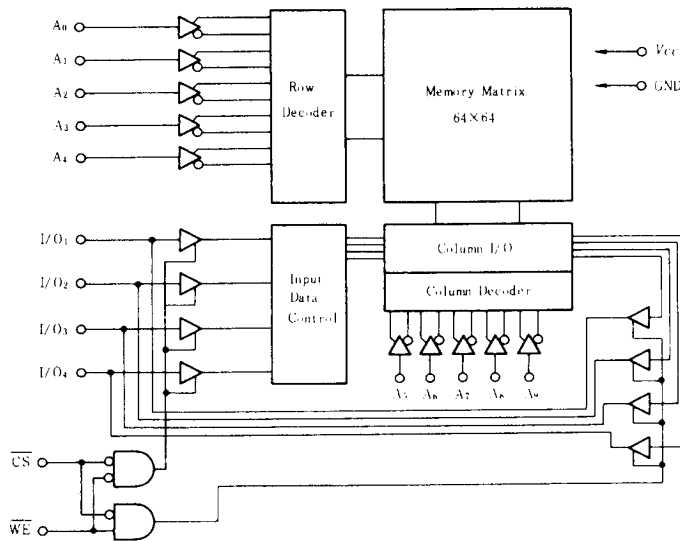 A0
A1
A2
A3
A4
Row
Decoder
Memory Matrix
64×64
Vcc
GND
I/O1
I/O2
I/O3
I/O4
Input
Data
Control
Column I/O
Column Decoder
A5 A6 A7 A8 A9
CS
WE